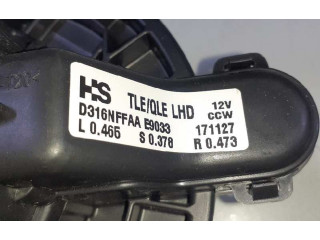 HS TLE/QLE LHD 12V
CCW
D316NFFAA E9033 171127
L 0.465 S 0.378 R 0.473